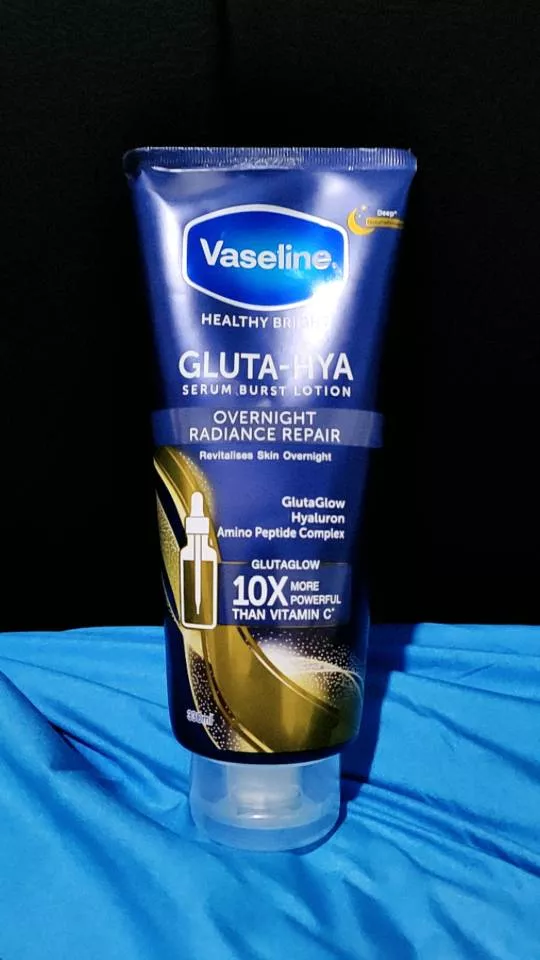 Deep*
Vaseline
HEALTHY BRIGHT
GLUTA-HYA
SERUM BURST LOTION
OVERNIGHT
RADIANCE REPAIR
Revitalises Skin Overnight
GlutaGlow
Hyaluron
Amino Peptide Complex
GLUTAGLOW
10X MORE
POWERFUL
THAN VITAMIN C*